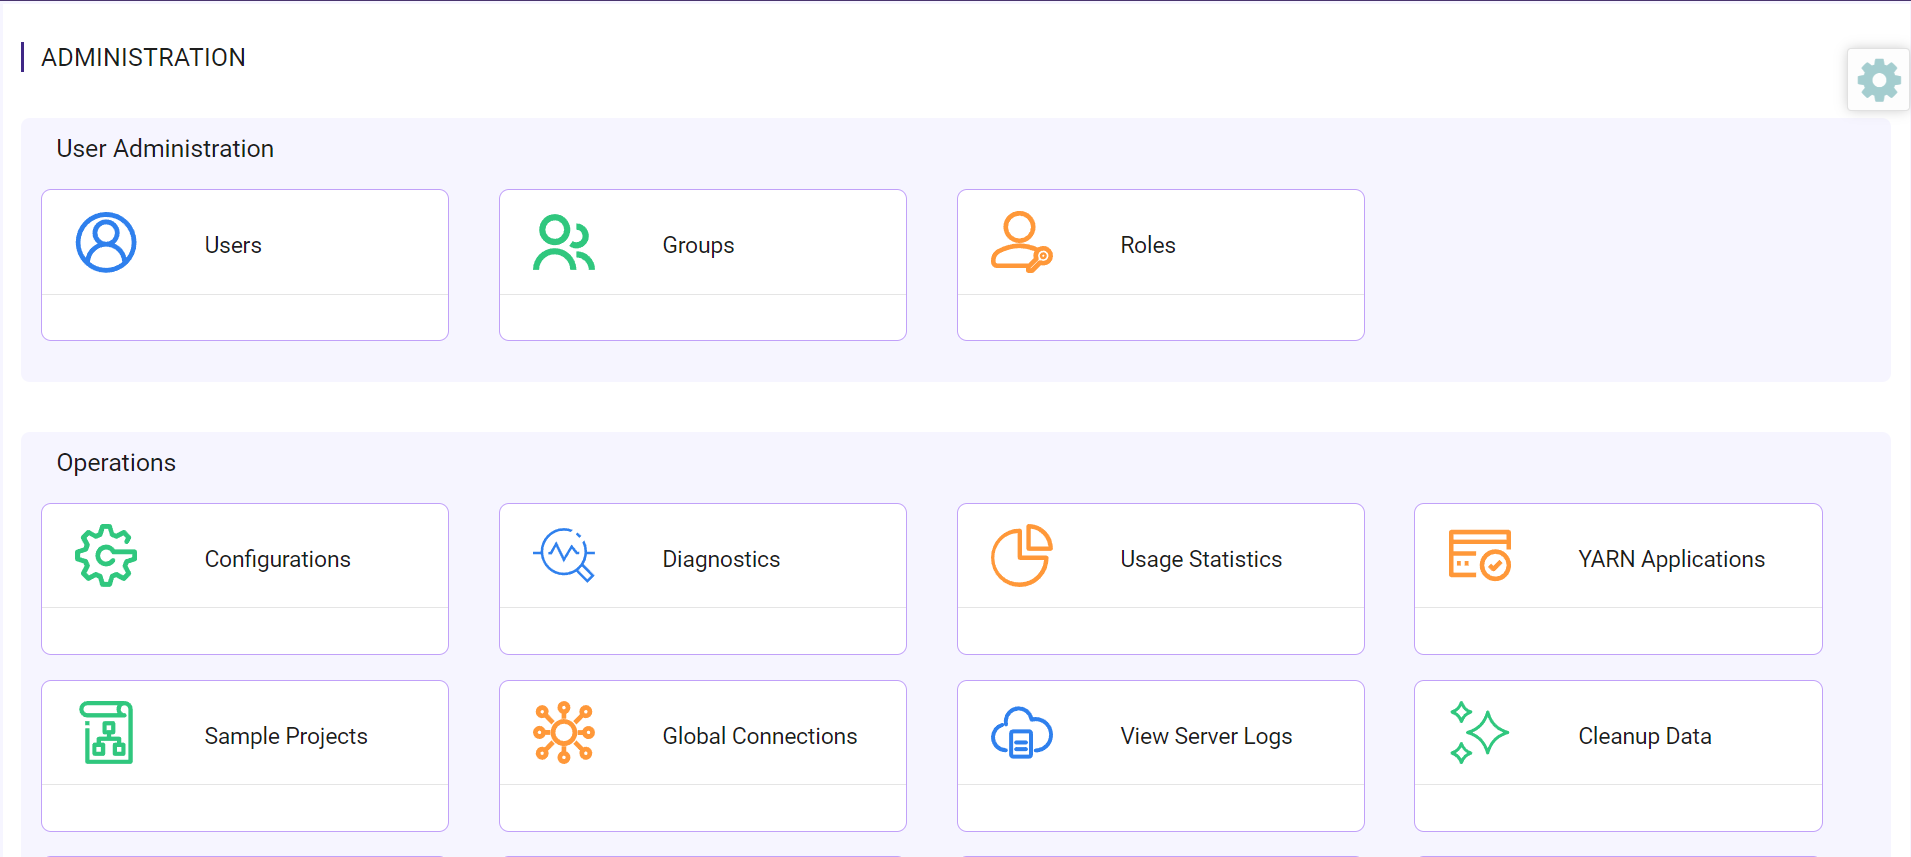 ADMINISTRATION
User Administration
Users
Groups
Roles
Operations
Configurations
Diagnostics
Usage Statistics
YARN Applications
Sample Projects
Global Connections
View Server Logs
Cleanup Data